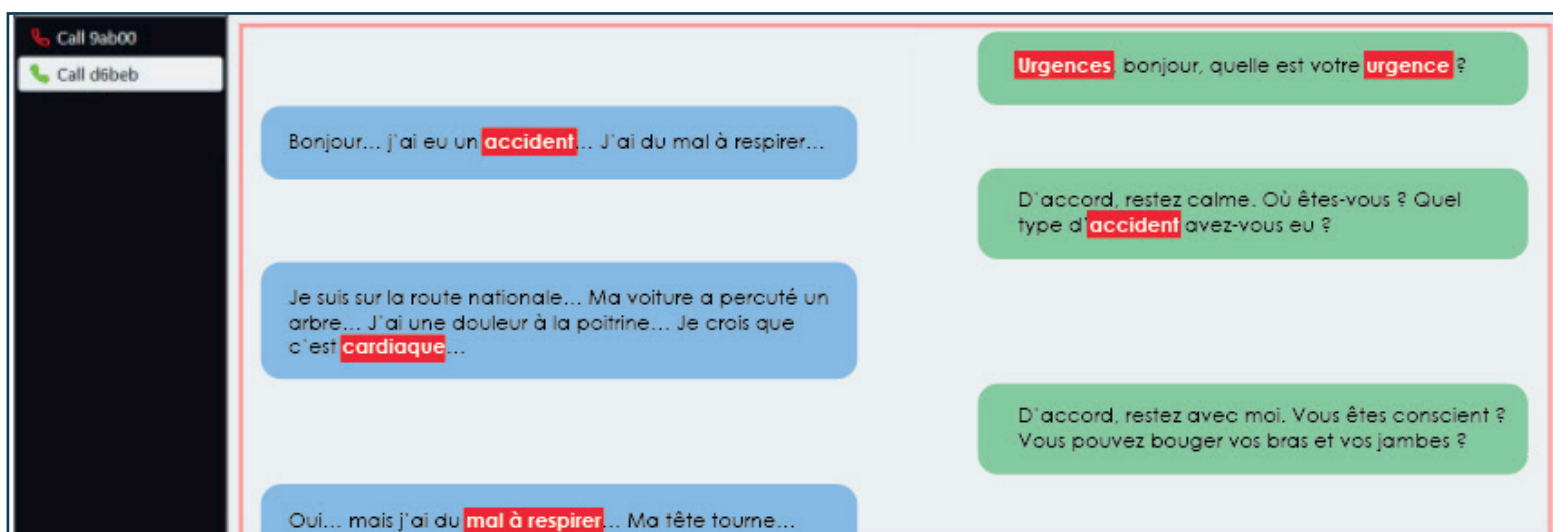 Call 9ab00
Call d6beb
Urgences, bonjour, quelle est votre urgence ?
Bonjour... j'ai eu un accident... J'ai du mal à respirer...
D'accord, restez calme. Où êtes-vous ? Quel
type d'accident avez-vous eu ?
Je suis sur la route nationale... Ma voiture a percuté un
arbre... J'ai une douleur à la poitrine... Je crois que
c'est cardiaque...
D'accord, restez avec moi. Vous êtes conscient ?
Vous pouvez bouger vos bras et vos jambes ?
Oui... mais j'ai du mal à respirer... Ma tête tourne...